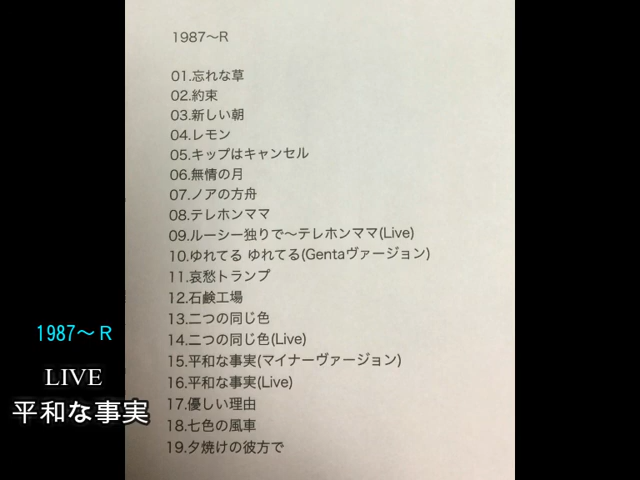 1987～R
01.忘れな草
02.約束
03.新しい朝
04.レモン
05.キップはキャンセル
06.無情の月
07.ノアの方舟
08.テレホンママ
09.ルーシー独りで～テレホンママ(Live)
10.ゆれてる ゆれてる(Gentaヴァージョン)
11.哀愁トランプ
12.石鹸工場
13.二つの同じ色
14.二つの同じ色(Live)
15.平和な事実(マイナーヴァージョン)
16.平和な事実(Live)
17.優しい理由
18.七色の風車
19.夕焼けの彼方で
1987～R
LIVE
平和な事実